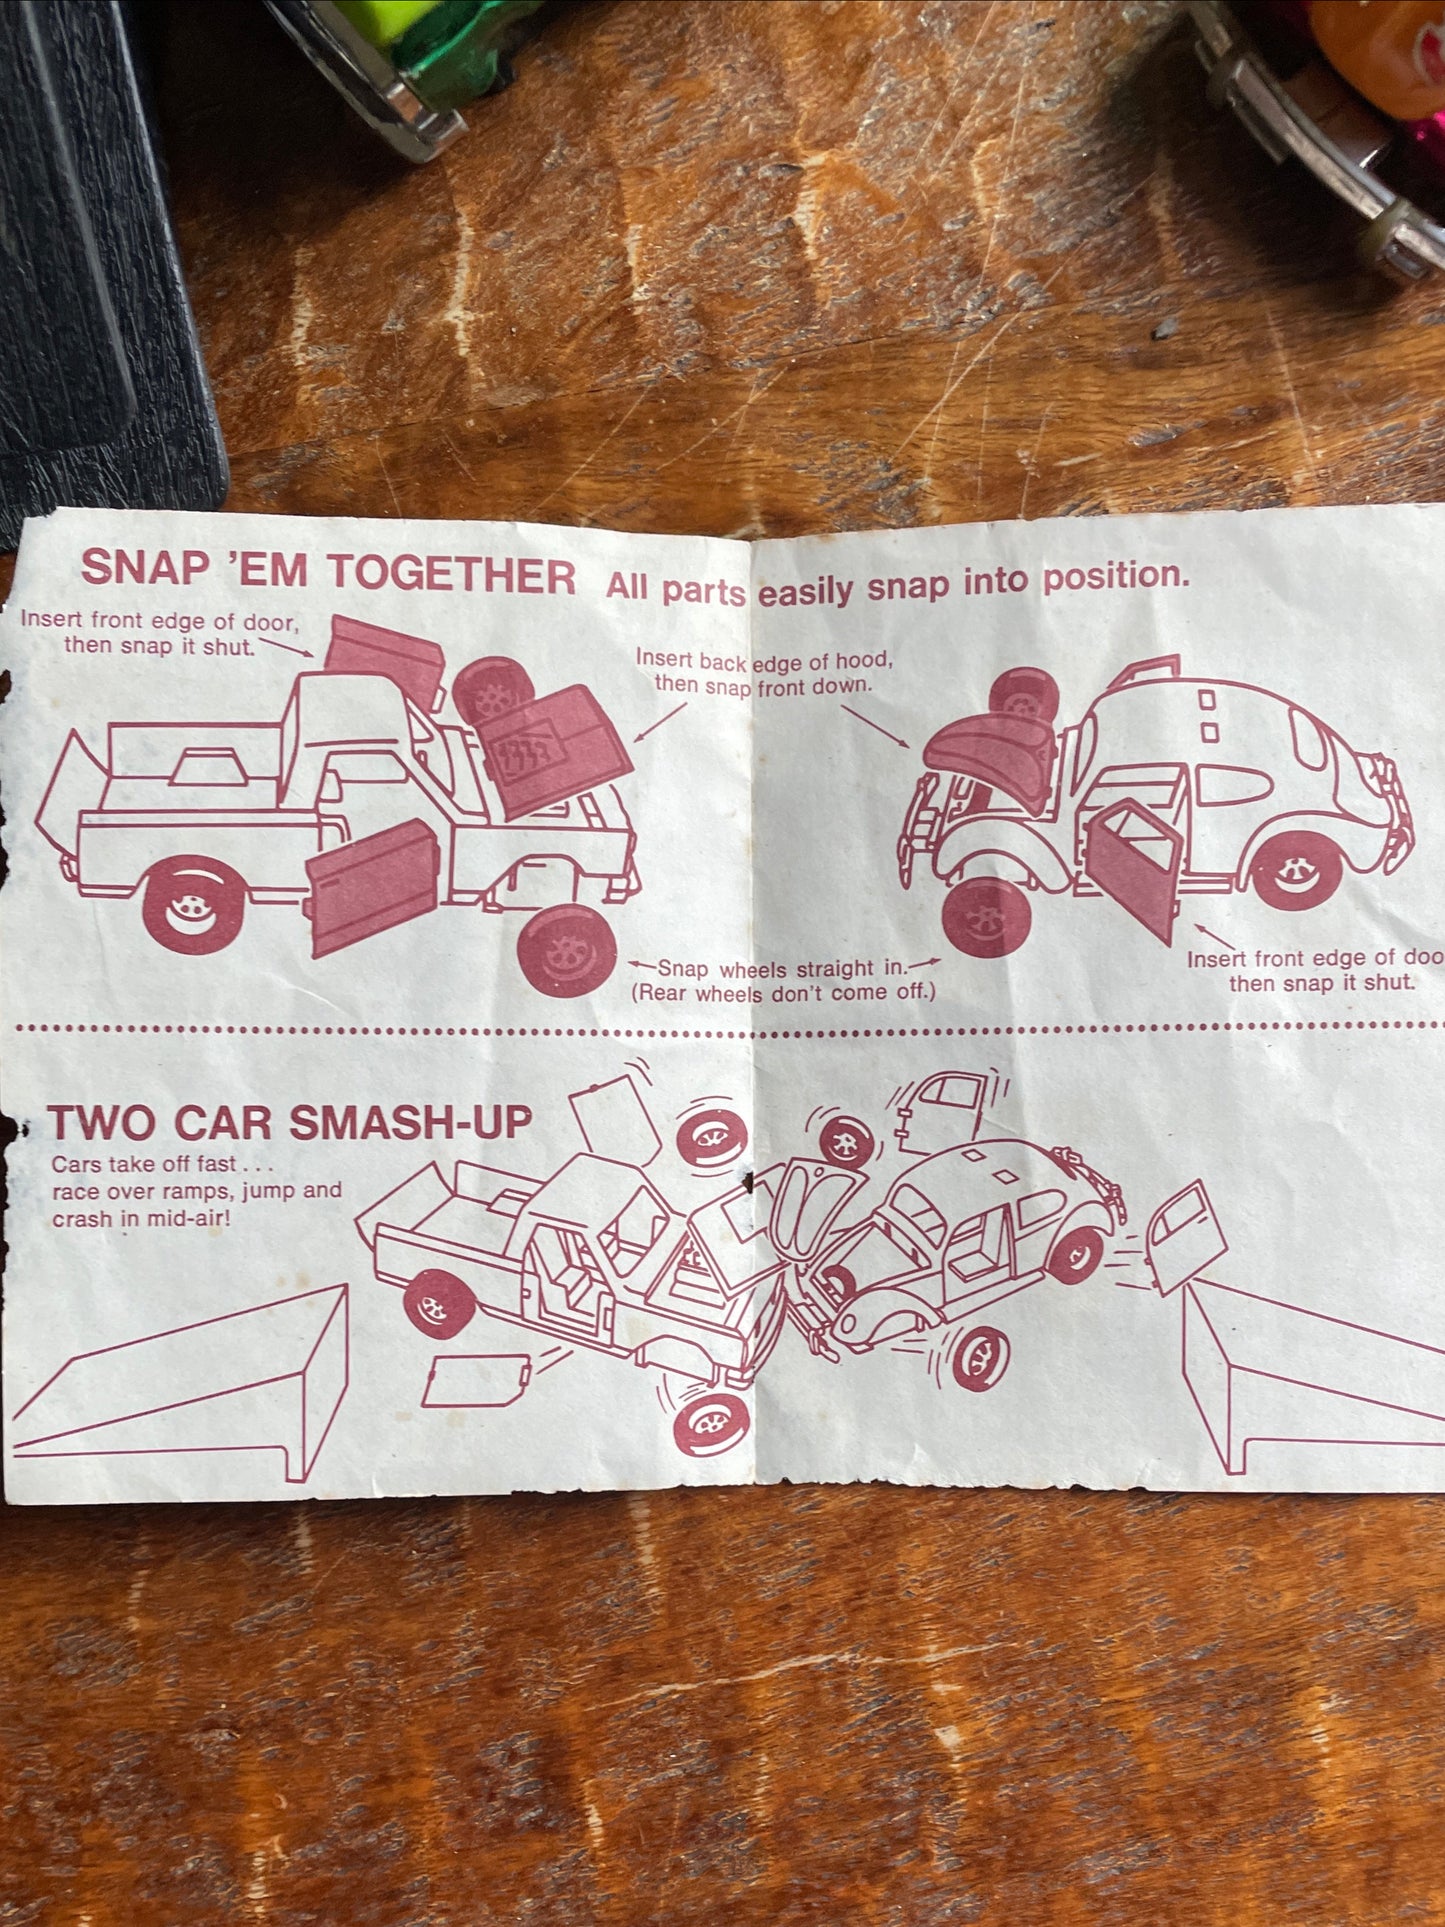 SNAP 'EM TOGETHER All parts easily snap into position.
Insert front edge of door,
then snap it shut.
Insert back edge of hood,
then snap front down.
Snap wheels straight in.
(Rear wheels don't come off.)
Insert front edge of doo
then snap it shut.
TWO CAR SMASH-UP
Cars take off fast . . .
race over ramps, jump and
crash in mid-air!